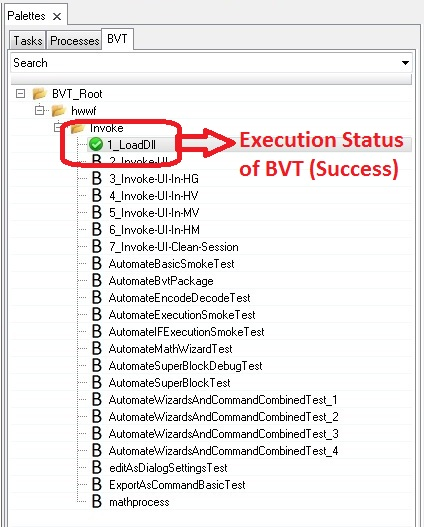 Palettes
Tasks Processes BVT
Search
BVT_Root
hwwf
Invoke
1_LoadDll
Execution Status
of BVT (Success)
B 2_Invoke-UI
B 3_Invoke-UI-In-HG
B 4_Invoke-UI-In-HV
B 5_Invoke-UI-In-MV
B 6_Invoke-UI-In-HM
B 7_Invoke-UI-Clean-Session
B AutomateBasicSmokeTest
B AutomateBvtPackage
B AutomateEncodeDecodeTest
B AutomateExecutionSmokeTest
B AutomateIFExecutionSmokeTest
B AutomateMathWizardTest
B AutomateSuperBlockDebugTest
B AutomateSuperBlockTest
B AutomateWizardsAndCommandCombinedTest_1
B AutomateWizardsAndCommandCombinedTest_2
B AutomateWizardsAndCommandCombinedTest_3
B AutomateWizardsAndCommandCombinedTest_4
B editAsDialogSettingsTest
B ExportAsCommandBasicTest
B mathprocess